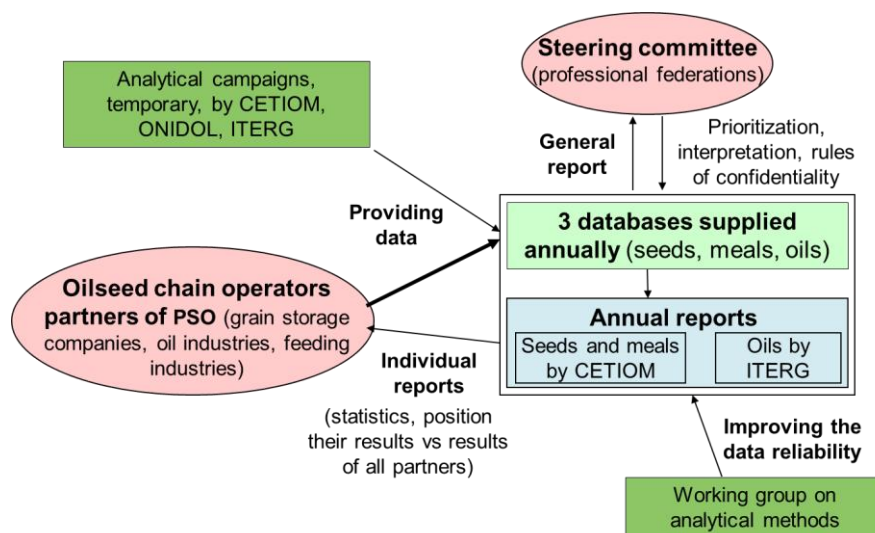 Steering committee
(professional federations)
Analytical campaigns,
temporary, by CETIOM,
ONIDOL, ITERG
General
report
Prioritization,
interpretation, rules
of confidentiality
Providing
data
3 databases supplied
annually (seeds, meals, oils)
Oilseed chain operators
partners of PSO (grain storage
companies, oil industries, feeding
industries)
Annual reports
Seeds and meals
by CETIOM
Oils by
ITERG
Individual
reports
(statistics, position
their results vs results
of all partners)
Improving the
data reliability
Working group on
analytical methods